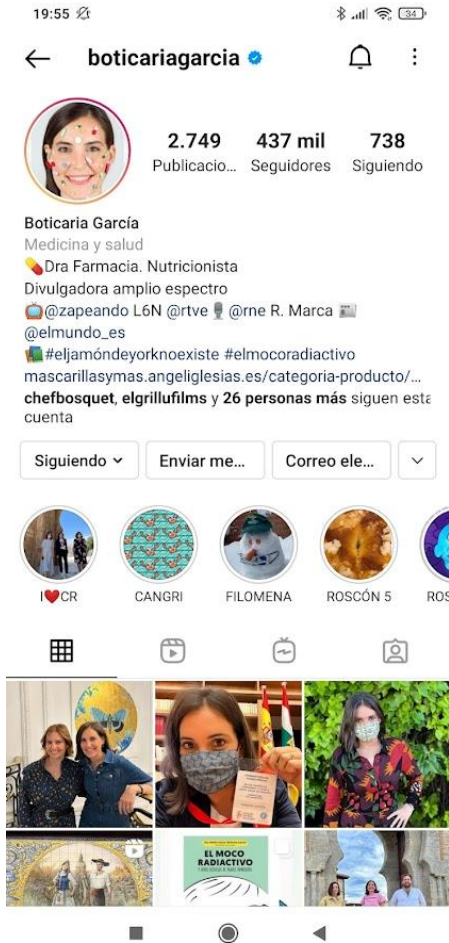 19:55
34
boticariagarcia
2.749 437 mil 738
Publicacio... Seguidores Siguiendo
Boticaria García
Medicina y salud
💊Dra Farmacia. Nutricionista
Divulgadora amplio espectro
📺@zapeando L6N @rtve🎙@rne R. Marca 📰
@elmundo_es
📚#eljamóndeyorknoexiste #elmocoradiactivo
mascarillasymas.angeliglesias.es/categoria-producto/...
chefbosquet, elgrillufilms y 26 personas más siguen esta
cuenta
Siguiendo Enviar me... Correo ele...
I❤️CR CANGRI FILOMENA ROSCÓN 5 ROS
EL MOCO
RADIACTIVO